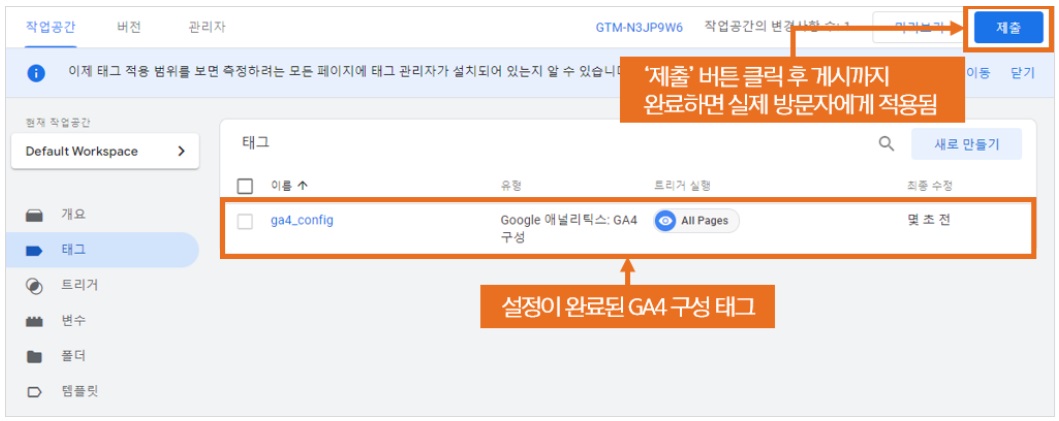 작업공간 버전 관리자 GTM-N3JP9W6 작업공간의 변경사항 수: 1 미리보기 제출
이제 태그 적용 범위를 보면 측정하려는 모든 페이지에 태그 관리자가 설치되어 있는지 알 수 있습니다 이동 닫기
‘제출’ 버튼 클릭 후 게시까지
완료하면 실제 방문자에게 적용됨
현재 작업공간
Default Workspace
태그 새로 만들기
이름 유형 트리거 실행 최종 수정
ga4_config Google 애널리틱스: GA4 구성 All Pages 몇 초 전
설정이 완료된 GA4 구성 태그
개요
태그
트리거
변수
폴더
템플릿